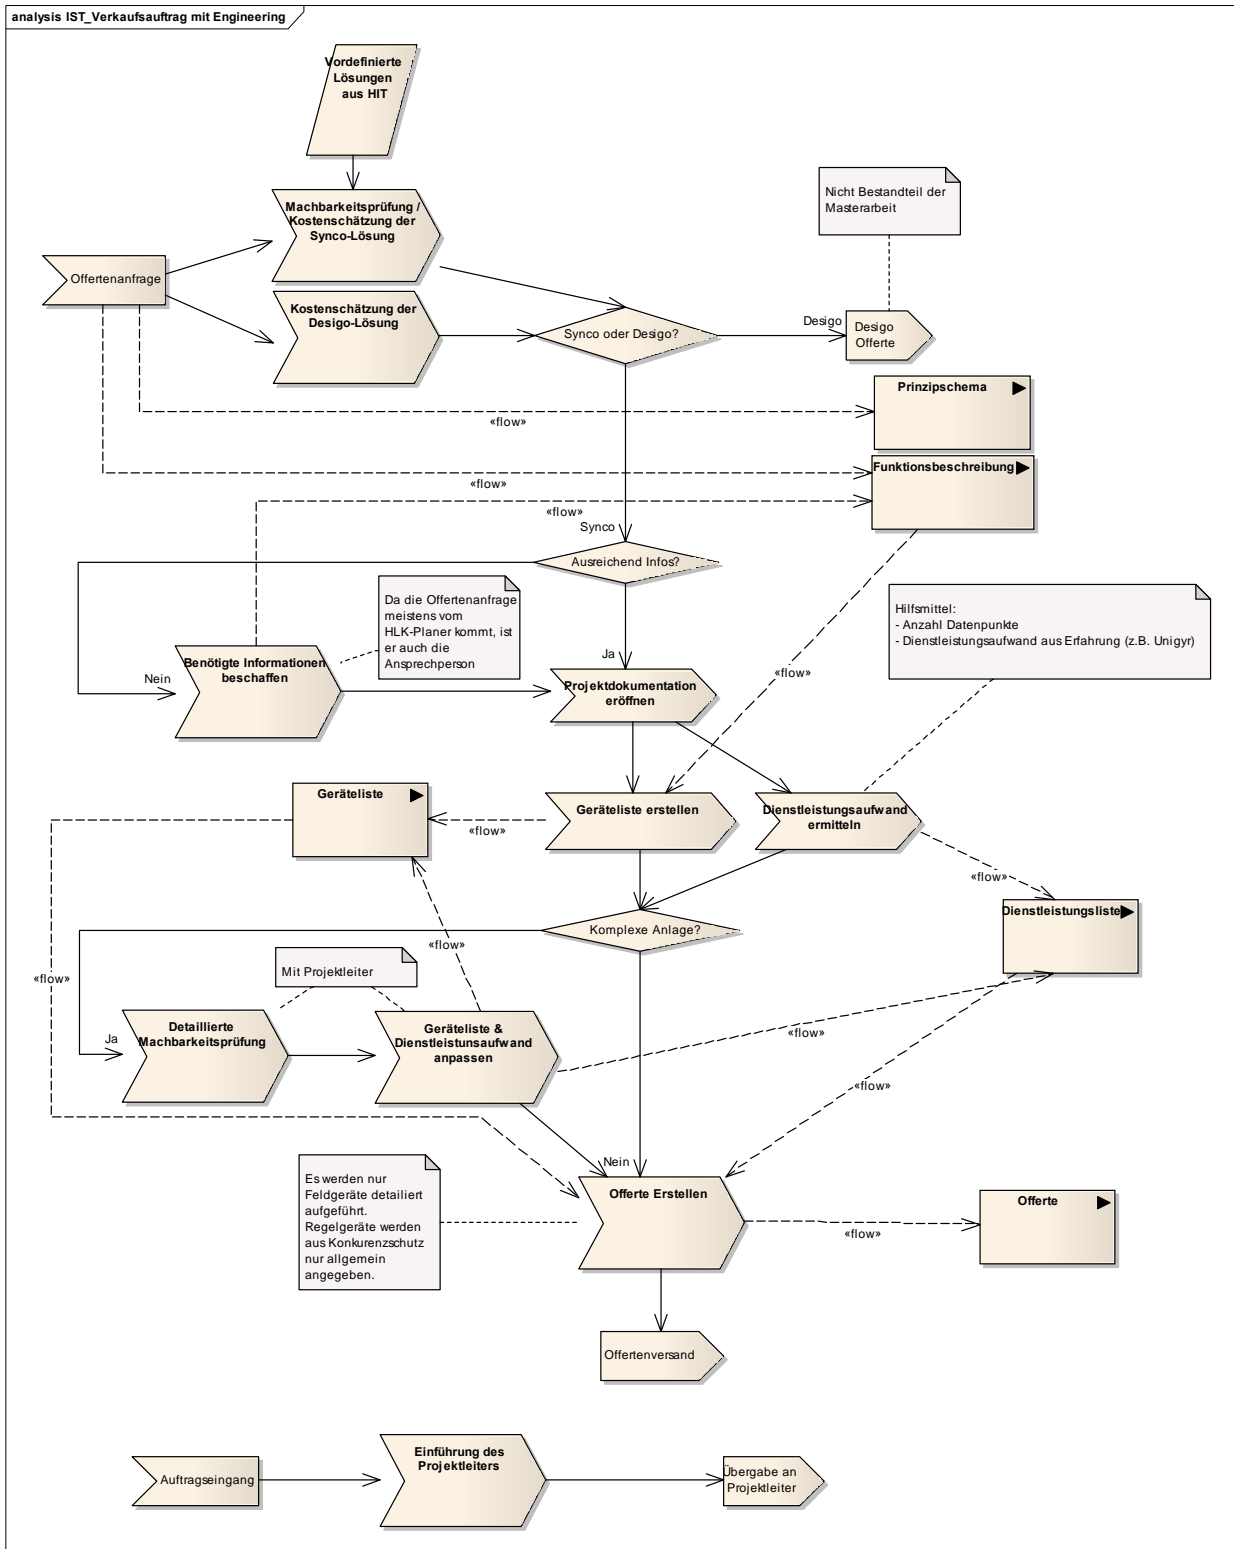 analysis IST_Verkaufsauftrag mit Engineering
Vordefinierte
Lösungen
aus HIT
Nicht Bestandteil der
Masterarbeit
Machbarkeitsprüfung /
Kostenschätzung der
Synco-Lösung
Offertenanfrage
Kostenschätzung der
Desigo-Lösung
Synco oder Desigo?
Desigo
Desigo
Offerte
Prinzipschema
«flow»
Funktionsbeschreibung
«flow»
«flow»
Synco
Ausreichend Infos?
Da die Offertenanfrage
meistens vom
HLK-Planer kommt, ist
er auch die
Ansprechperson
Hilfsmittel:
- Anzahl Datenpunkte
- Dienstleistungsaufwand aus Erfahrung (z.B. Unigyr)
Ja
Nein
Benötigte Informationen
beschaffen
«flow»
Projektdokumentation
eröffnen
Geräteliste
«flow»
Geräteliste erstellen
Dienstleistungsaufwand
ermitteln
«flow»
Dienstleistungsliste
Komplexe Anlage?
«flow»
«flow»
Mit Projektleiter
Ja
Detaillierte
Machbarkeitsprüfung
Geräteliste &
Dienstleistunsaufwand
anpassen
«flow»
«flow»
Nein
Es werden nur
Feldgeräte detailiert
aufgeführt.
Regelgeräte werden
aus Konkurenzschutz
nur allgemein
angegeben.
Offerte Erstellen
«flow»
Offerte
Offertenversand
Auftragseingang
Einführung des
Projektleiters
Übergabe an
Projektleiter